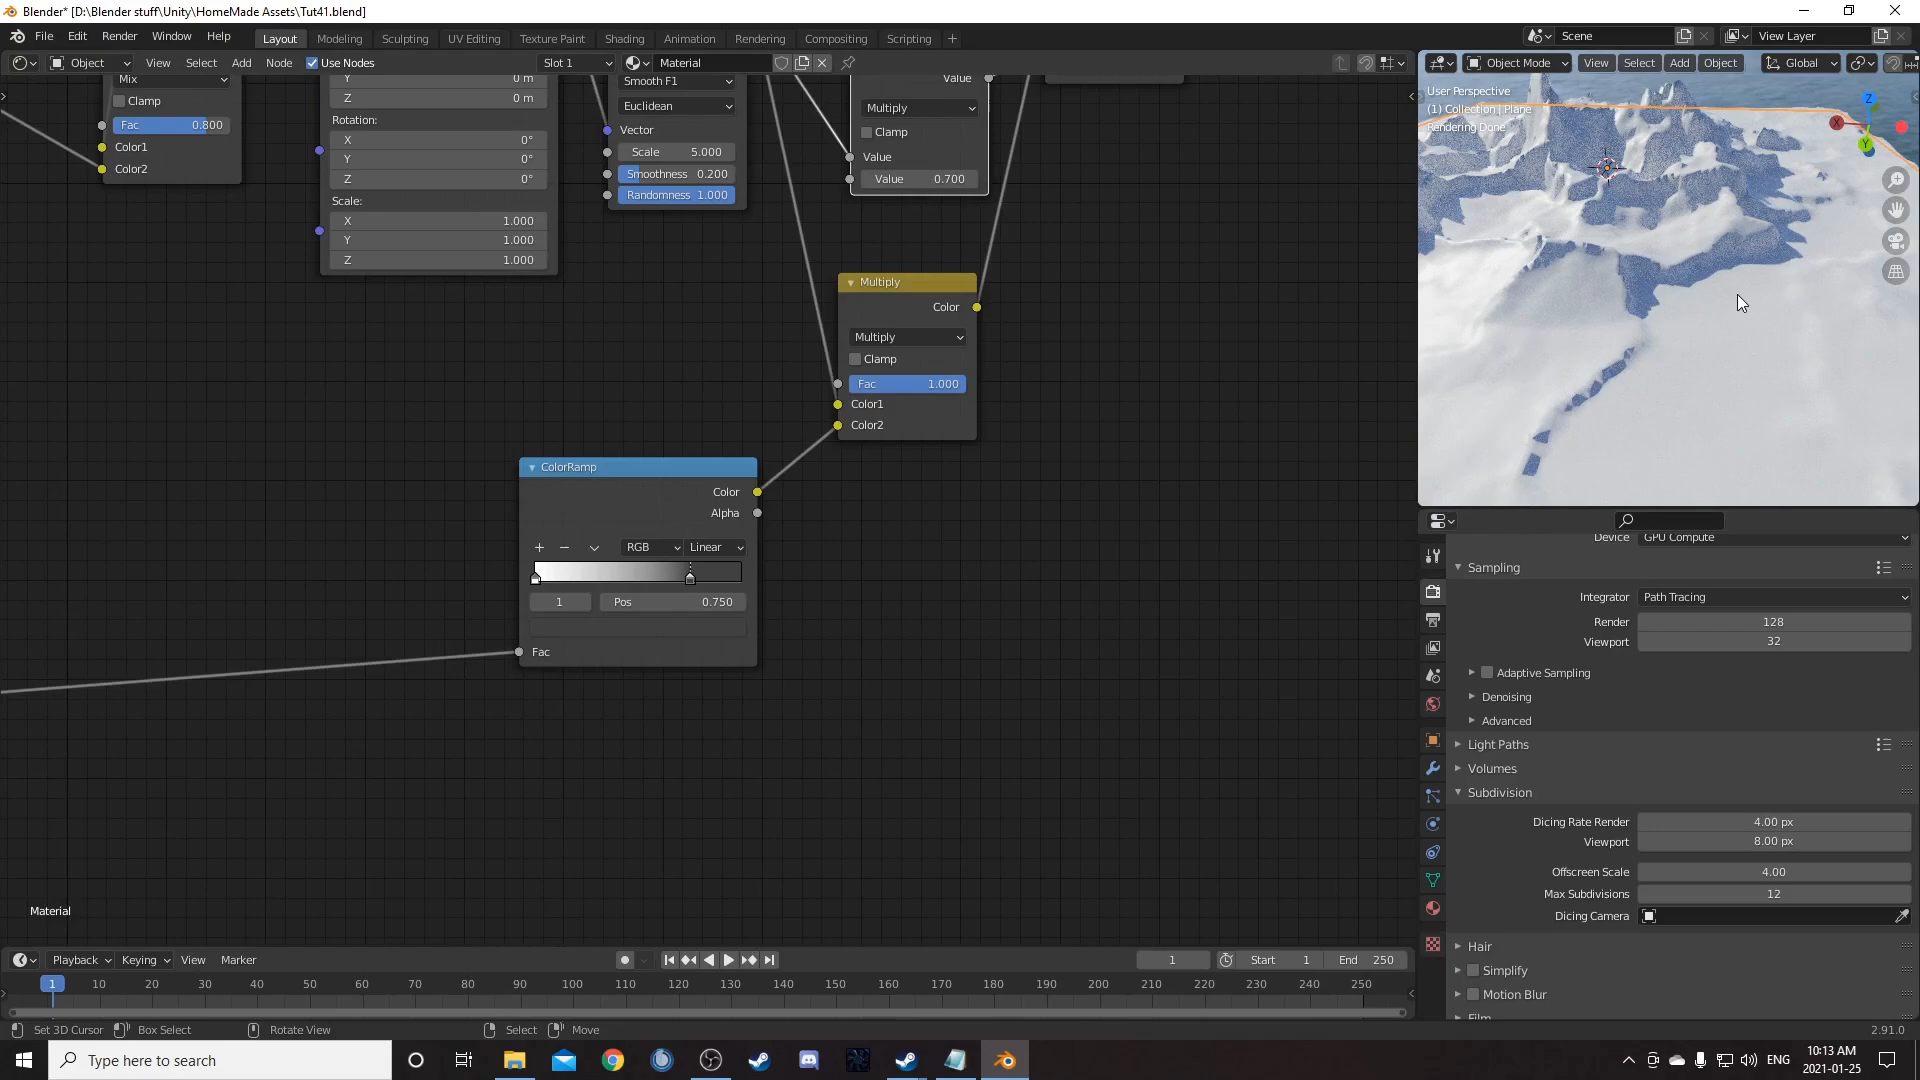 Blender* [D:\Blender stuff\Unity\HomeMade Assets\Tut41.blend]
File Edit Render Window Help Layout Modeling Sculpting UV Editing Texture Paint Shading Animation Rendering Compositing Scripting + Scene View Layer
Object View Select Add Node Use Nodes Slot 1 Material Object Mode View Select Add Object Global
Mix
Clamp
Fac 0.800
Color1
Color2
Y 0 m
Z 0 m
Rotation:
X 0°
Y 0°
Z 0°
Scale:
X 1.000
Y 1.000
Z 1.000
Smooth F1
Euclidean
Vector
Scale 5.000
Smoothness 0.200
Randomness 1.000
Value
Multiply
Clamp
Value
Value 0.700
Multiply
Color
Multiply
Clamp
Fac 1.000
Color1
Color2
ColorRamp
Color
Alpha
+ − RGB Linear
1 Pos 0.750
Fac
Material
User Perspective
(1) Collection | Plane
Rendering Done
Z
X
Y
Device GPU Compute
Sampling
Integrator Path Tracing
Render 128
Viewport 32
Adaptive Sampling
Denoising
Advanced
Light Paths
Volumes
Subdivision
Dicing Rate Render 4.00 px
Viewport 8.00 px
Offscreen Scale 4.00
Max Subdivisions 12
Dicing Camera
Hair
Simplify
Motion Blur
Film
Playback Keying View Marker 1 Start 1 End 250
1 10 20 30 40 50 60 70 80 90 100 110 120 130 140 150 160 170 180 190 200 210 220 230 240 250
Set 3D Cursor Box Select Rotate View Select Move 2.91.0
Type here to search ENG 10:13 AM
2021-01-25